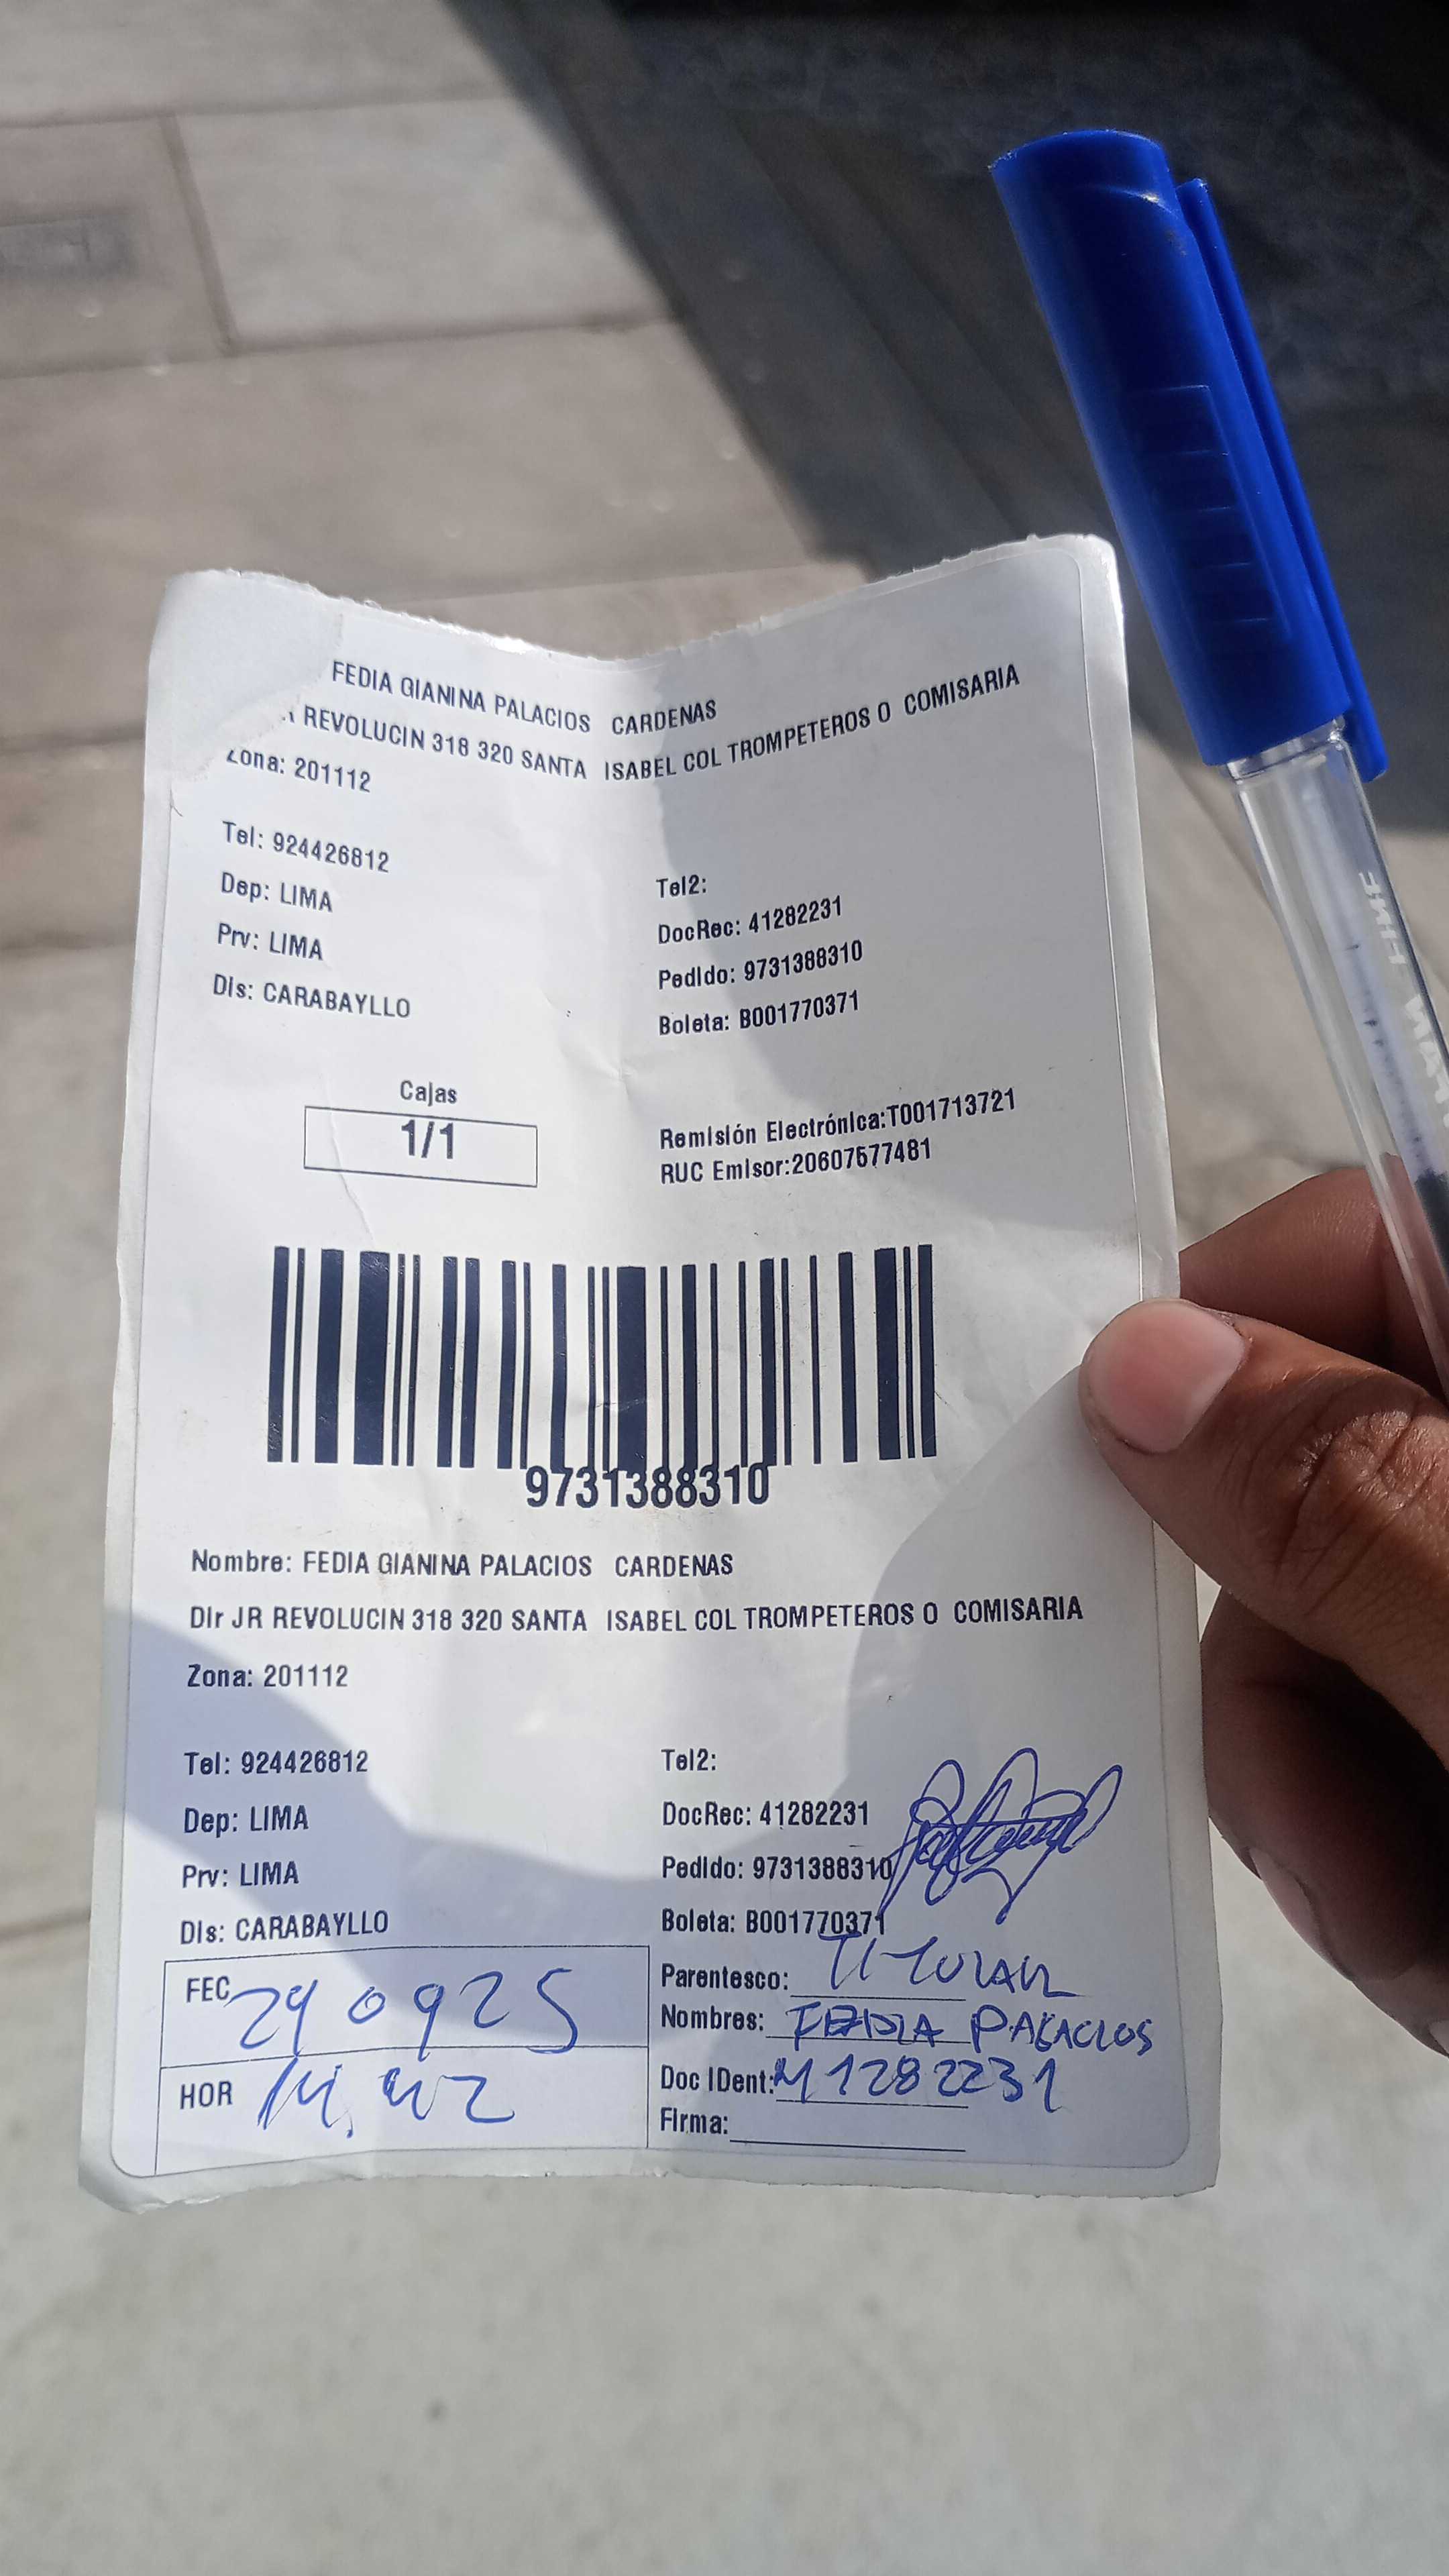 FEDIA GIANINA PALACIOS CARDENAS
REVOLUCIN 318 320 SANTA ISABEL COL TROMPETEROS O COMISARIA
Zona: 201112
Tel: 924426812
Tel2:
Dep: LIMA
DocRec: 41282231
Prv: LIMA
Pedido: 9731388310
Dis: CARABAYLLO
Boleta: B001770371
Cajas
1/1
Remisión Electrónica:T001713721
RUC Emisor:20607577481
9731388310
Nombre: FEDIA GIANINA PALACIOS CARDENAS
Dir JR REVOLUCIN 318 320 SANTA ISABEL COL TROMPETEROS O COMISARIA
Zona: 201112
Tel: 924426812
Tel2:
Dep: LIMA
DocRec: 41282231
Prv: LIMA
Pedido: 9731388310
Dis: CARABAYLLO
Boleta: B001770371
FEC 290925
Parentesco: TITULAR
Nombres: FEDIA PALACIOS
HOR
Doc IDent: 41282231
Firma:
FINE